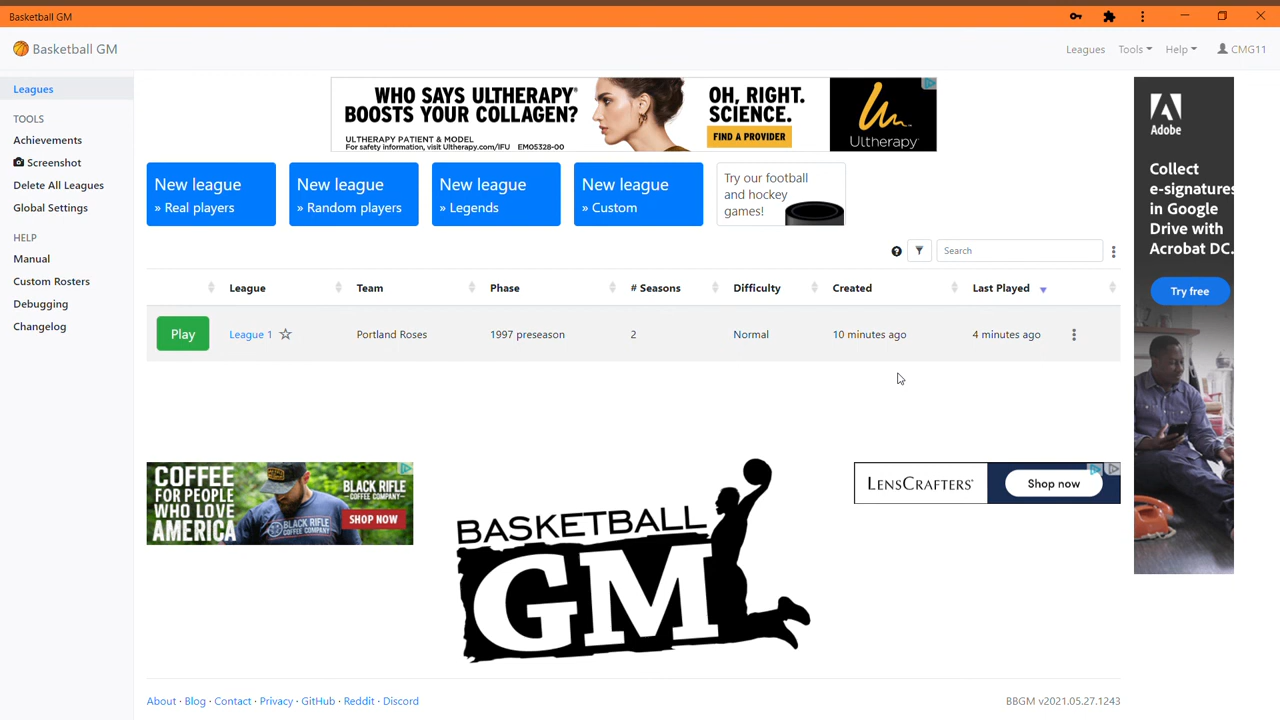 Basketball GM
Basketball GM
Leagues Tools Help CMG11
Leagues
TOOLS
Achievements
Screenshot
Delete All Leagues
Global Settings
HELP
Manual
Custom Rosters
Debugging
Changelog
WHO SAYS ULTHERAPY®
BOOSTS YOUR COLLAGEN?
ULTHERAPY PATIENT & MODEL
For safety information, visit Ultherapy.com/IFU EM05328-00
OH, RIGHT.
SCIENCE.
FIND A PROVIDER
Ultherapy®
New league
» Real players
New league
» Random players
New league
» Legends
New league
» Custom
Try our football
and hockey
games!
Search
League Team Phase # Seasons Difficulty Created Last Played
Play League 1 Portland Roses 1997 preseason 2 Normal 10 minutes ago 4 minutes ago
COFFEE
FOR PEOPLE
WHO LOVE
AMERICA
BLACK RIFLE
COFFEE COMPANY
BLACK RIFLE
COFFEE COMPANY
SHOP NOW
BASKETBALL
GM
LENSCRAFTERS®
Shop now
Adobe
Collect
e-signatures
in Google
Drive with
Acrobat DC.
Try free
About · Blog · Contact · Privacy · GitHub · Reddit · Discord
BBGM v2021.05.27.1243